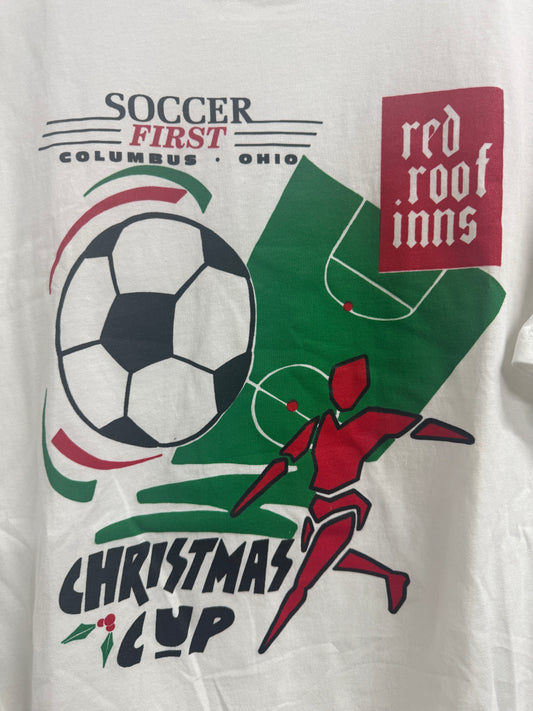 SOCCER
FIRST
COLUMBUS · OHIO
red
roof
inns
CHRISTMAS
CUP